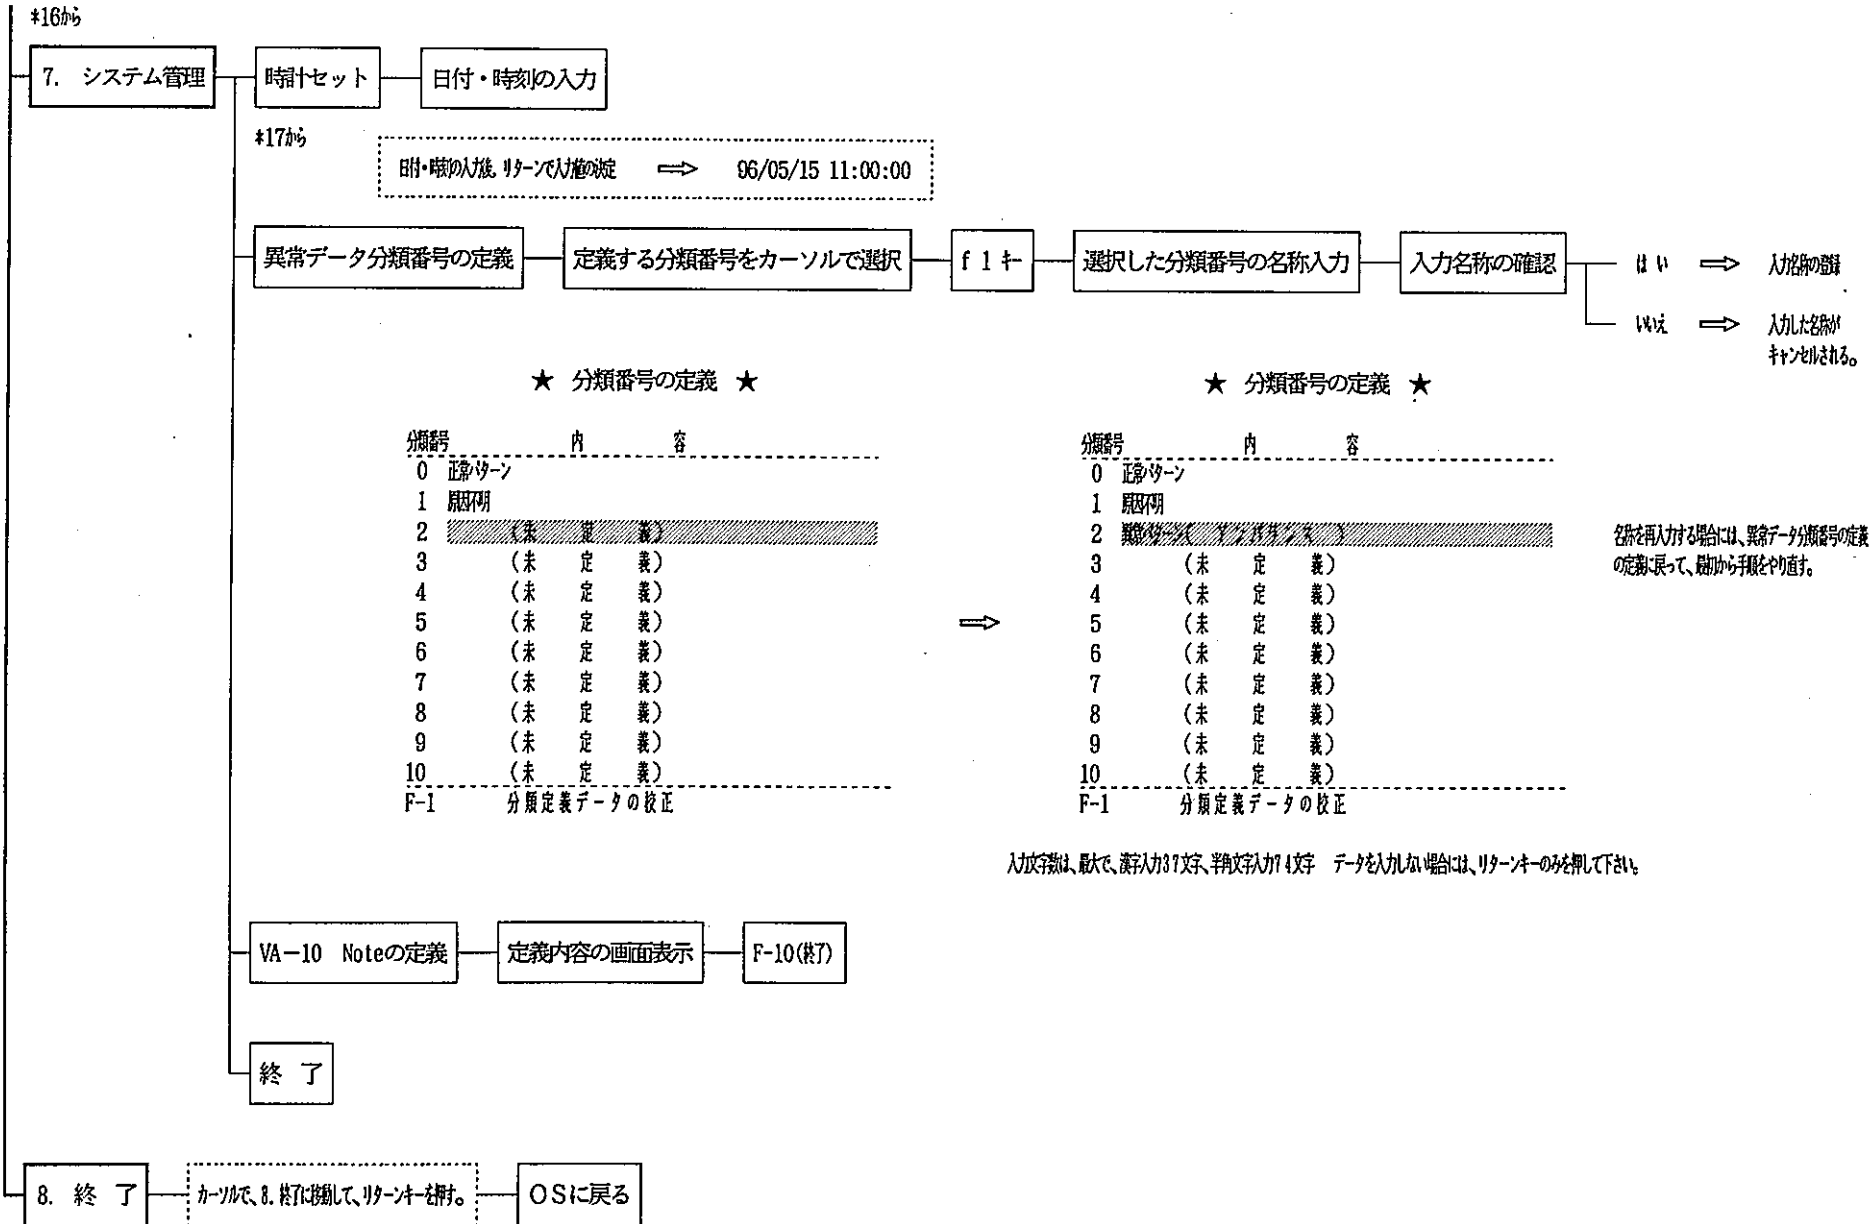 *16から
7. システム管理
時計セット
日付・時刻の入力
*17から
日付・時刻の入力後、リターンで入力値の決定 ⇒ 96/05/15 11:00:00
異常データ分類番号の定義
定義する分類番号をカーソルで選択
f 1 キー
選択した分類番号の名称入力
入力名称の確認
はい ⇒ 入力名称の登録
いいえ ⇒ 入力した名称が
キャンセルされる。
★ 分類番号の定義 ★
分類番号 内 容
0 正常パターン
1 原因不明
2 (未 定 義)
3 (未 定 義)
4 (未 定 義)
5 (未 定 義)
6 (未 定 義)
7 (未 定 義)
8 (未 定 義)
9 (未 定 義)
10 (未 定 義)
F-1 分類定義データの校正
⇒
★ 分類番号の定義 ★
分類番号 内 容
0 正常パターン
1 原因不明
2 異常パターン( アンバランス )
3 (未 定 義)
4 (未 定 義)
5 (未 定 義)
6 (未 定 義)
7 (未 定 義)
8 (未 定 義)
9 (未 定 義)
10 (未 定 義)
F-1 分類定義データの校正
名称を再入力する場合には、異常データ分類番号の定義
の定義に戻って、最初から手順をやり直す。
入力文字数は、最大で、漢字入力37文字、半角文字入力74文字 データを入力しない場合には、リターンキーのみを押して下さい。
VA-10 Noteの定義
定義内容の画面表示
F-10(終了)
終 了
8. 終 了
カーソルで、8. 終了に移動して、リターンキーを押す。
OSに戻る